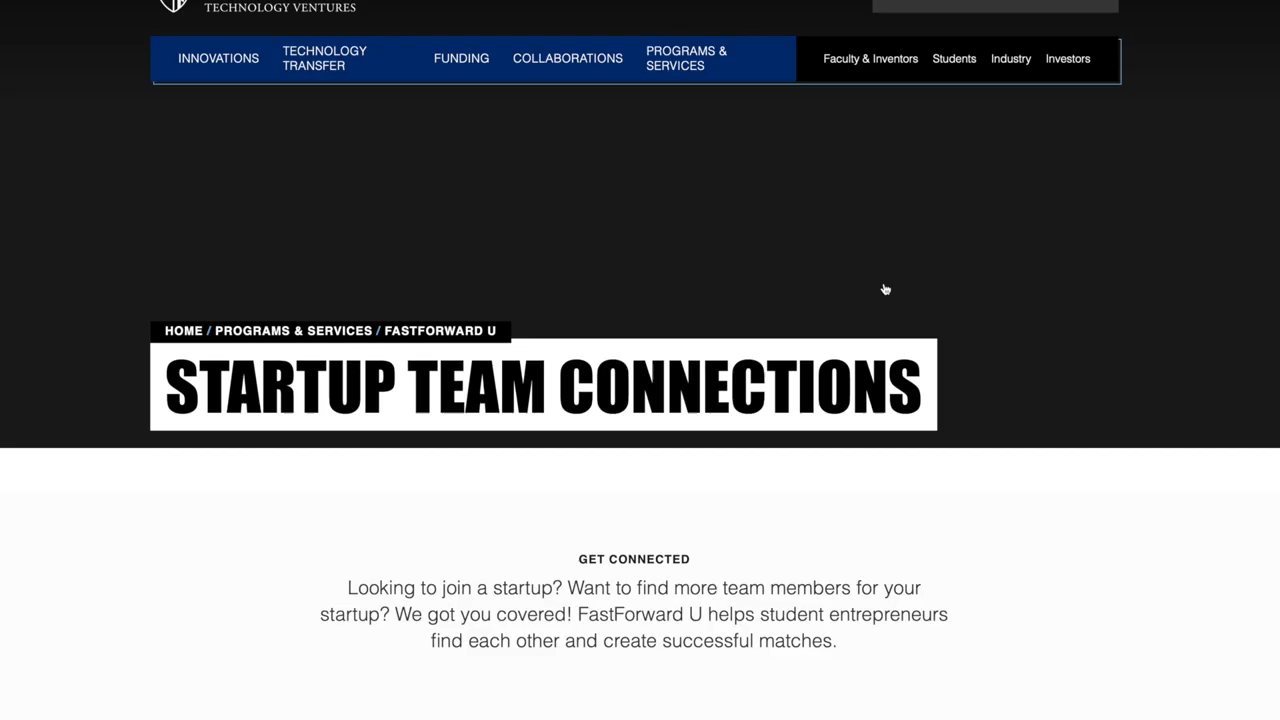 TECHNOLOGY VENTURES
INNOVATIONS
TECHNOLOGY
TRANSFER
FUNDING
COLLABORATIONS
PROGRAMS &
SERVICES
Faculty & Inventors
Students
Industry
Investors
HOME / PROGRAMS & SERVICES / FASTFORWARD U
STARTUP TEAM CONNECTIONS
GET CONNECTED
Looking to join a startup? Want to find more team members for your
startup? We got you covered! FastForward U helps student entrepreneurs
find each other and create successful matches.